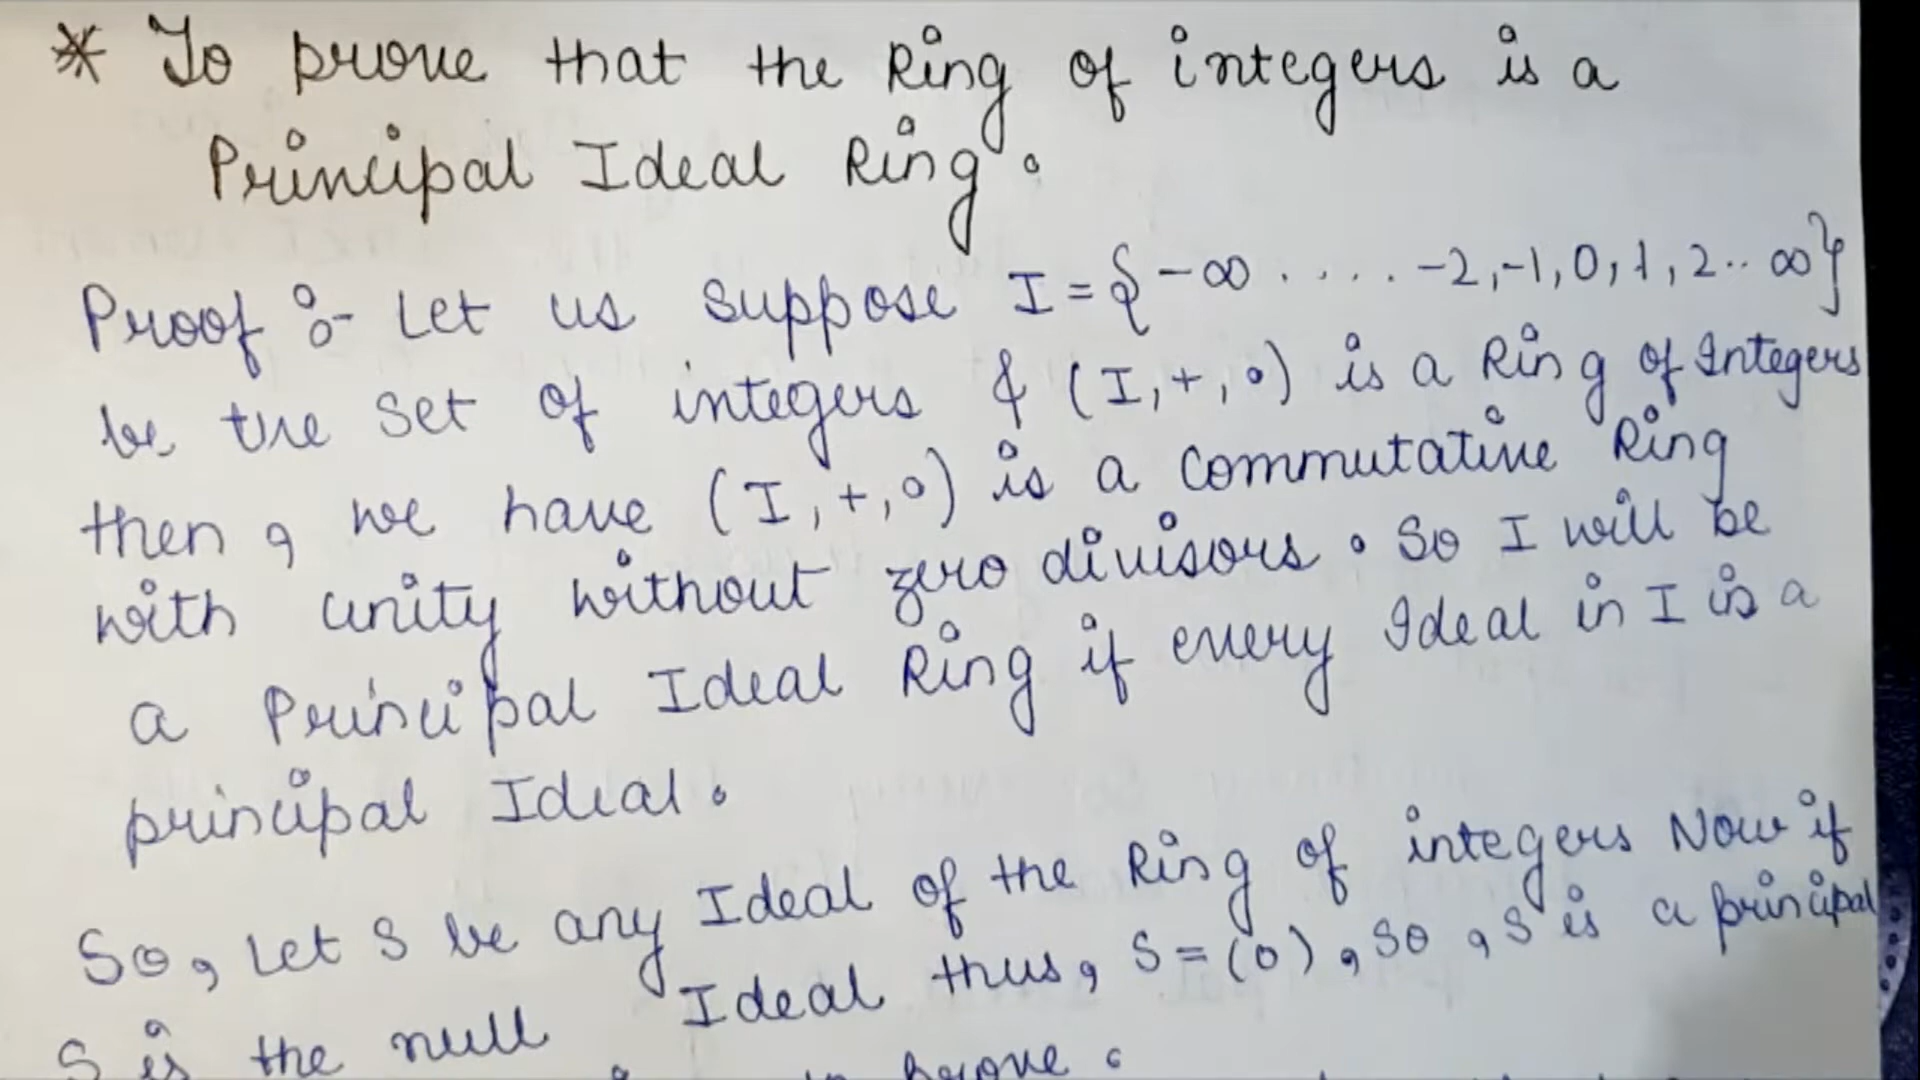 * To prove that the Ring of integers is a
Principal Ideal Ring.
Proof :- Let us suppose I = {-∞ .... -2,-1,0,1,2.. ∞}
be the set of integers & (I,+,.) is a Ring of Integers
then, we have (I,+,.) is a commutative Ring
with unity without zero divisors. So I will be
a Principal Ideal Ring if every Ideal in I is a
principal Ideal.
So, Let S be any Ideal of the Ring of integers Now if
S is the null Ideal thus, S = (0), so, S is a principal
prove.